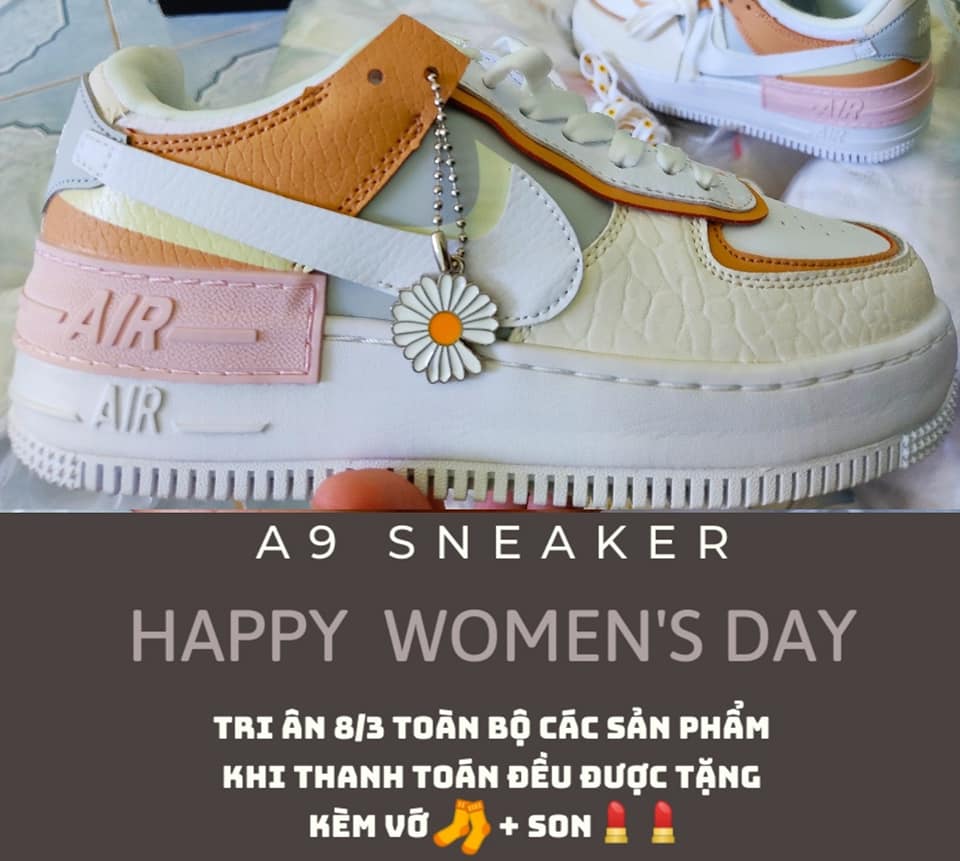 AIR
AIR
AIR
AIR
A9 SNEAKER
HAPPY WOMEN'S DAY
TRI ÂN 8/3 TOÀN BỘ CÁC SẢN PHẨM
KHI THANH TOÁN ĐỀU ĐƯỢC TẶNG
KÈM VỚ 🧦 + SON 💄 💄